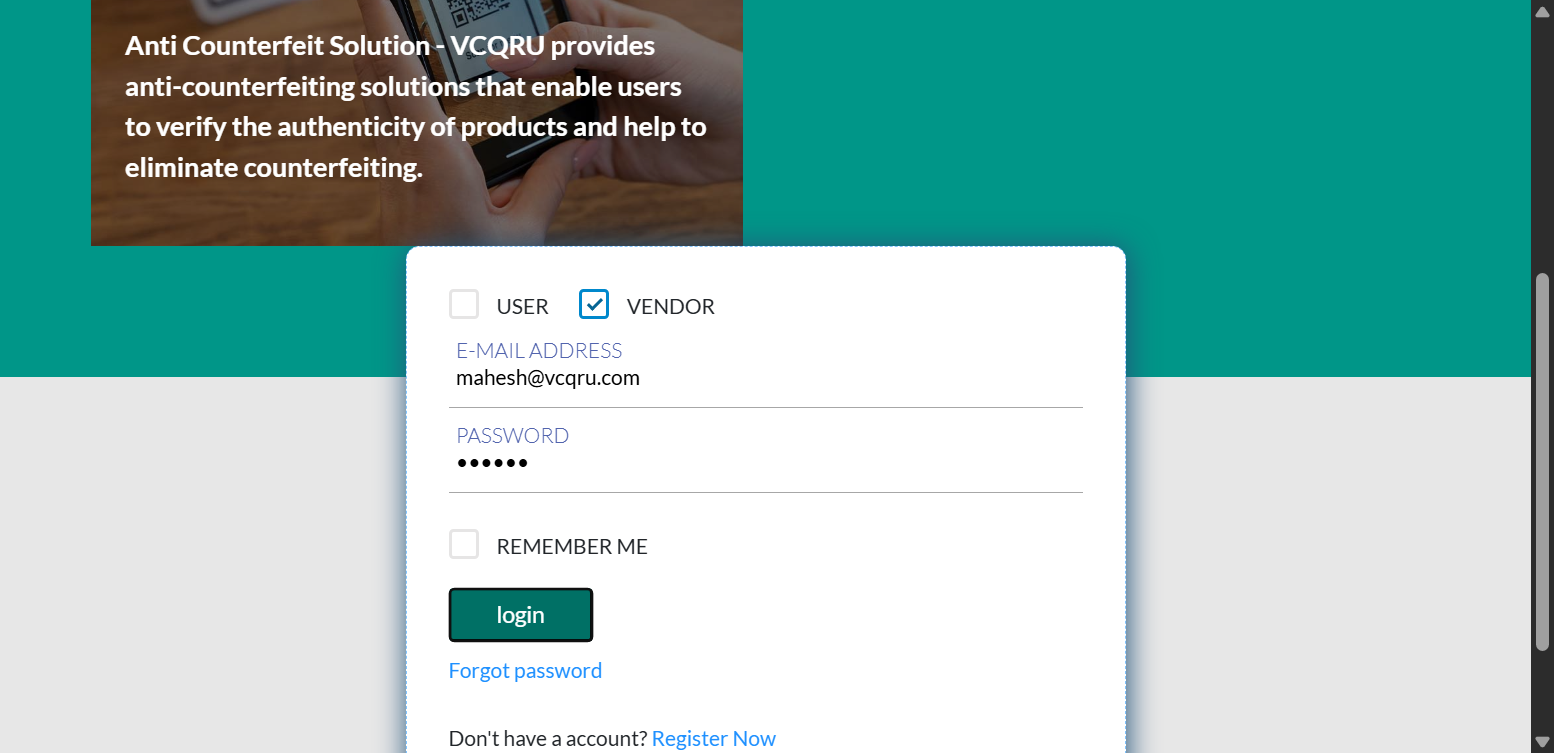 Anti Counterfeit Solution - VCQRU provides
anti-counterfeiting solutions that enable users
to verify the authenticity of products and help to
eliminate counterfeiting.
USER VENDOR
E-MAIL ADDRESS
mahesh@vcqru.com
PASSWORD
••••••
REMEMBER ME
login
Forgot password
Don't have a account? Register Now